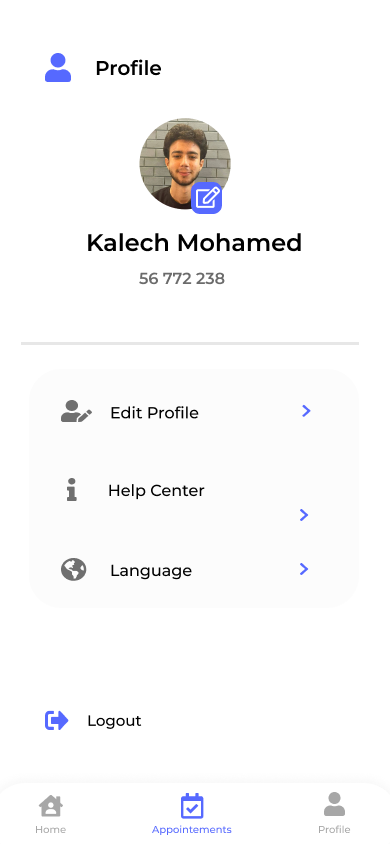 Profile
Kalech Mohamed
56 772 238
Edit Profile
Help Center
Language
Logout
Home
Appointements
Profile